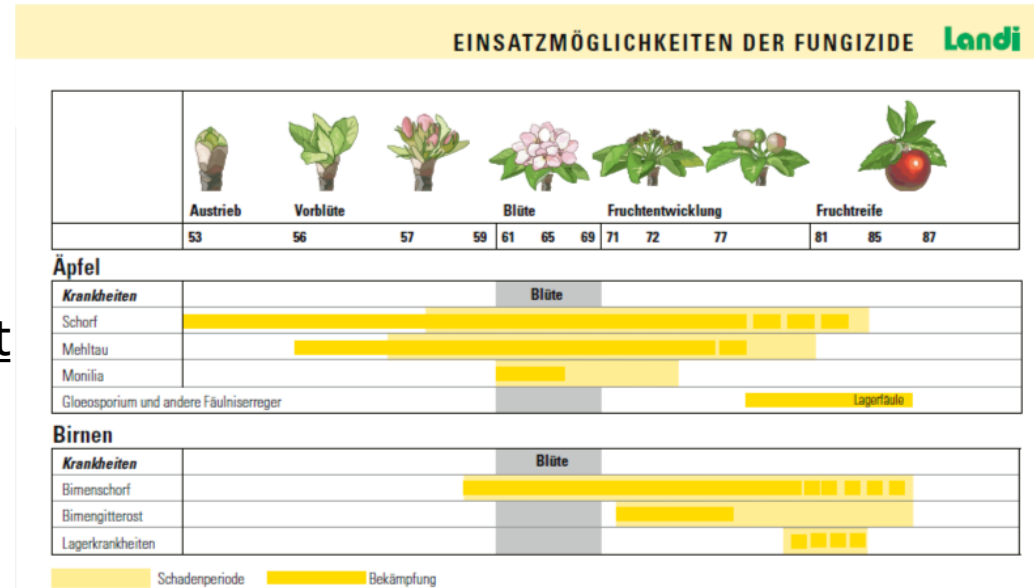 EINSATZMÖGLICHKEITEN DER FUNGIZIDE Landi
Austrieb Vorblüte Blüte Fruchtentwicklung Fruchtreife
53 56 57 59 61 65 69 71 72 77 81 85 87
Äpfel
Krankheiten Blüte
Schorf
Mehltau
Monilia
Gloeosporium und andere Fäulniserreger Lagerfäule
t
Birnen
Krankheiten Blüte
Birnenschorf
Birnengitterost
Lagerkrankheiten
Schadenperiode Bekämpfung